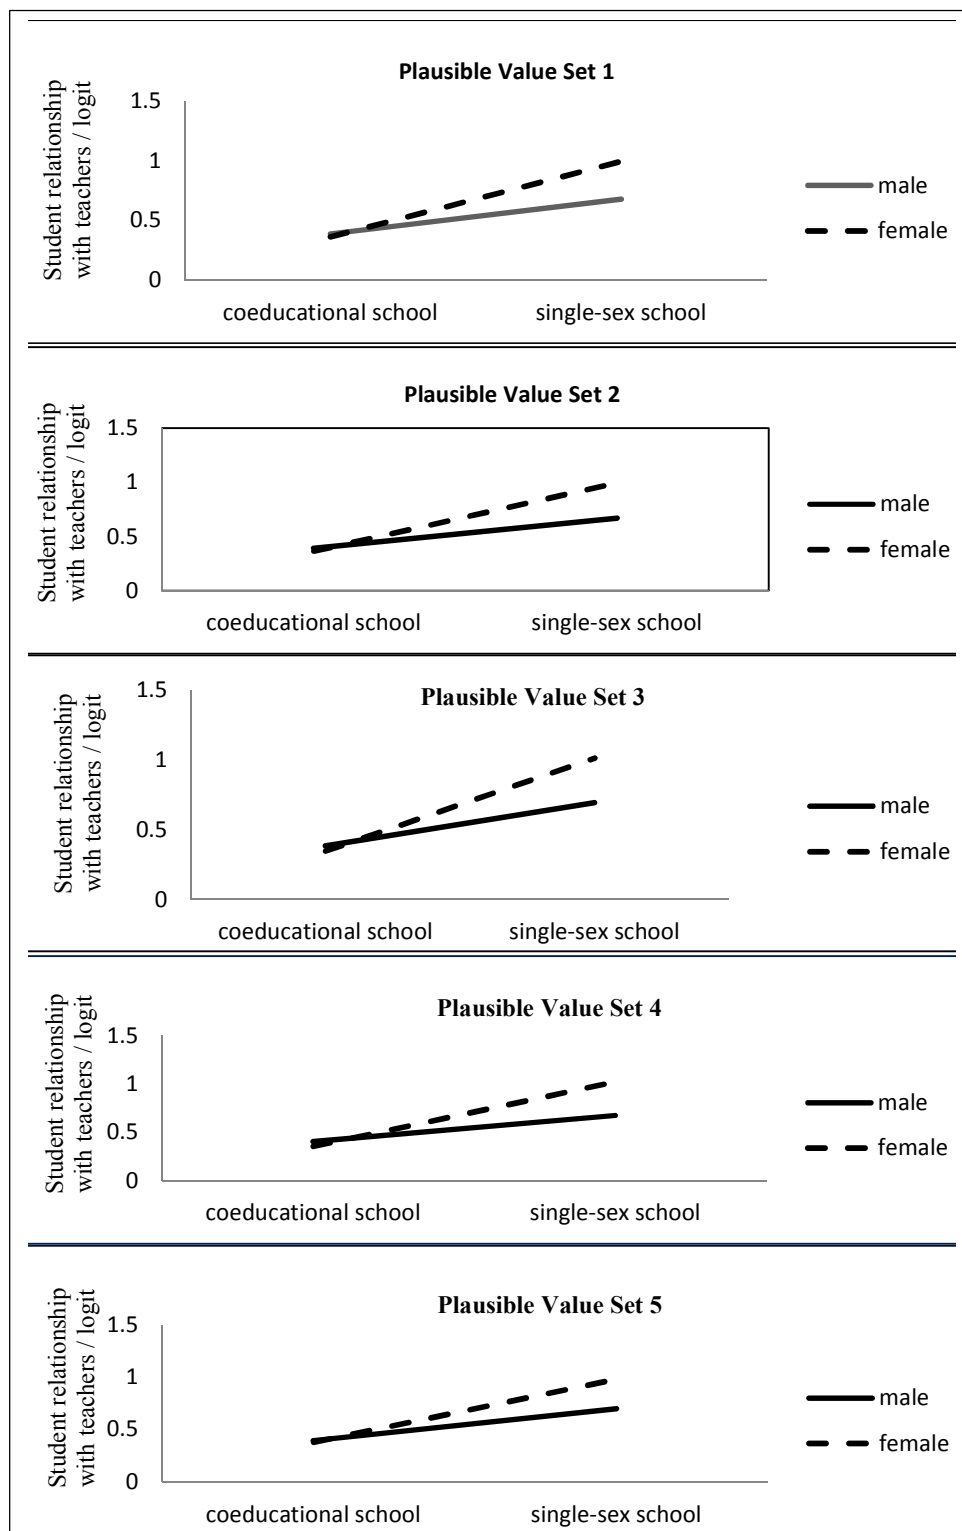 Plausible Value Set 1
Student relationship
with teachers / logit
1.5
1
0.5
0
coeducational school
single-sex school
male
female
Plausible Value Set 2
Student relationship
with teachers / logit
1.5
1
0.5
0
coeducational school
single-sex school
male
female
Plausible Value Set 3
Student relationship
with teachers / logit
1.5
1
0.5
0
coeducational school
single-sex school
male
female
Plausible Value Set 4
Student relationship
with teachers / logit
1.5
1
0.5
0
coeducational school
single-sex school
male
female
Plausible Value Set 5
Student relationship
with teachers / logit
1.5
1
0.5
0
coeducational school
single-sex school
male
female